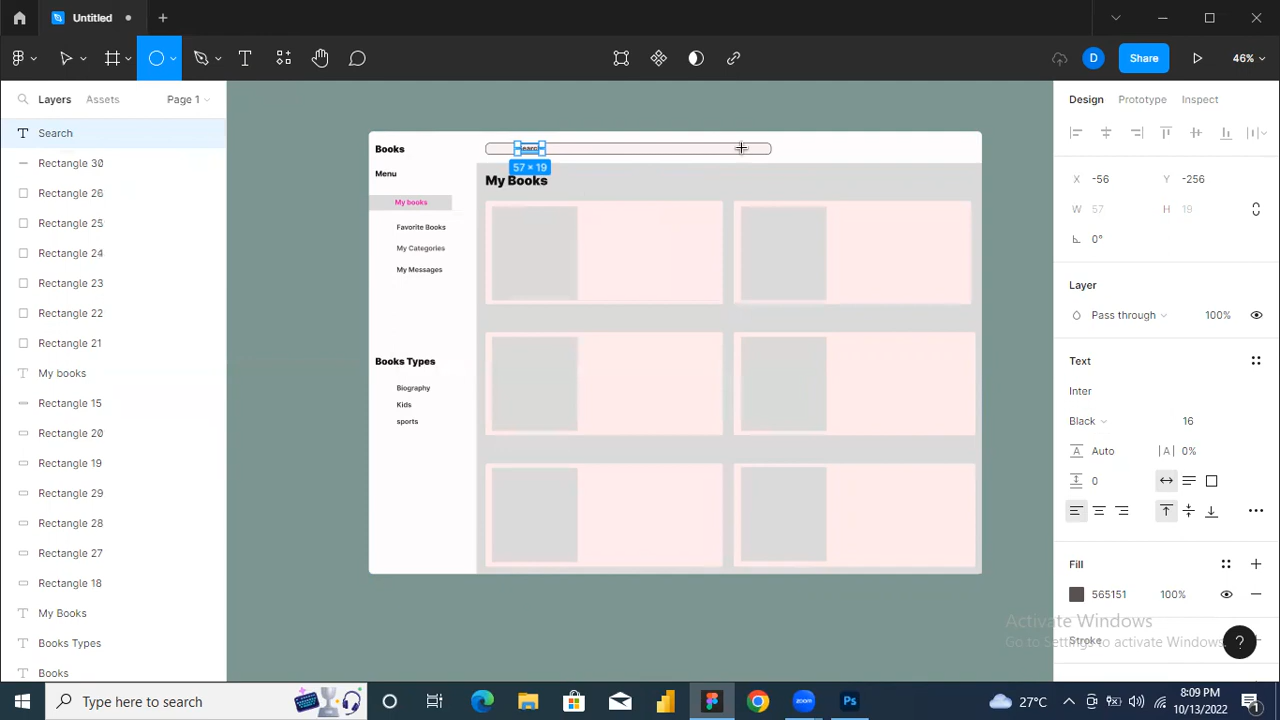 Untitled
Share
46%
D
Layers
Assets
Page 1
Search
Rectangle 30
Rectangle 26
Rectangle 25
Rectangle 24
Rectangle 23
Rectangle 22
Rectangle 21
My books
Rectangle 15
Rectangle 20
Rectangle 19
Rectangle 29
Rectangle 28
Rectangle 27
Rectangle 18
My Books
Books Types
Books
Books
57 × 19
Menu
My Books
My books
Favorite Books
My Categories
My Messages
Books Types
Biography
Kids
sports
Design
Prototype
Inspect
X -56
Y -256
W 57
H 19
0°
Layer
Pass through
100%
Text
Inter
Black
16
Auto
0%
0
Fill
565151
100%
Stroke
Activate Windows
Go to Settings to activate Windows.
?
Type here to search
zoom
Ps
27°C
8:09 PM
10/13/2022
1